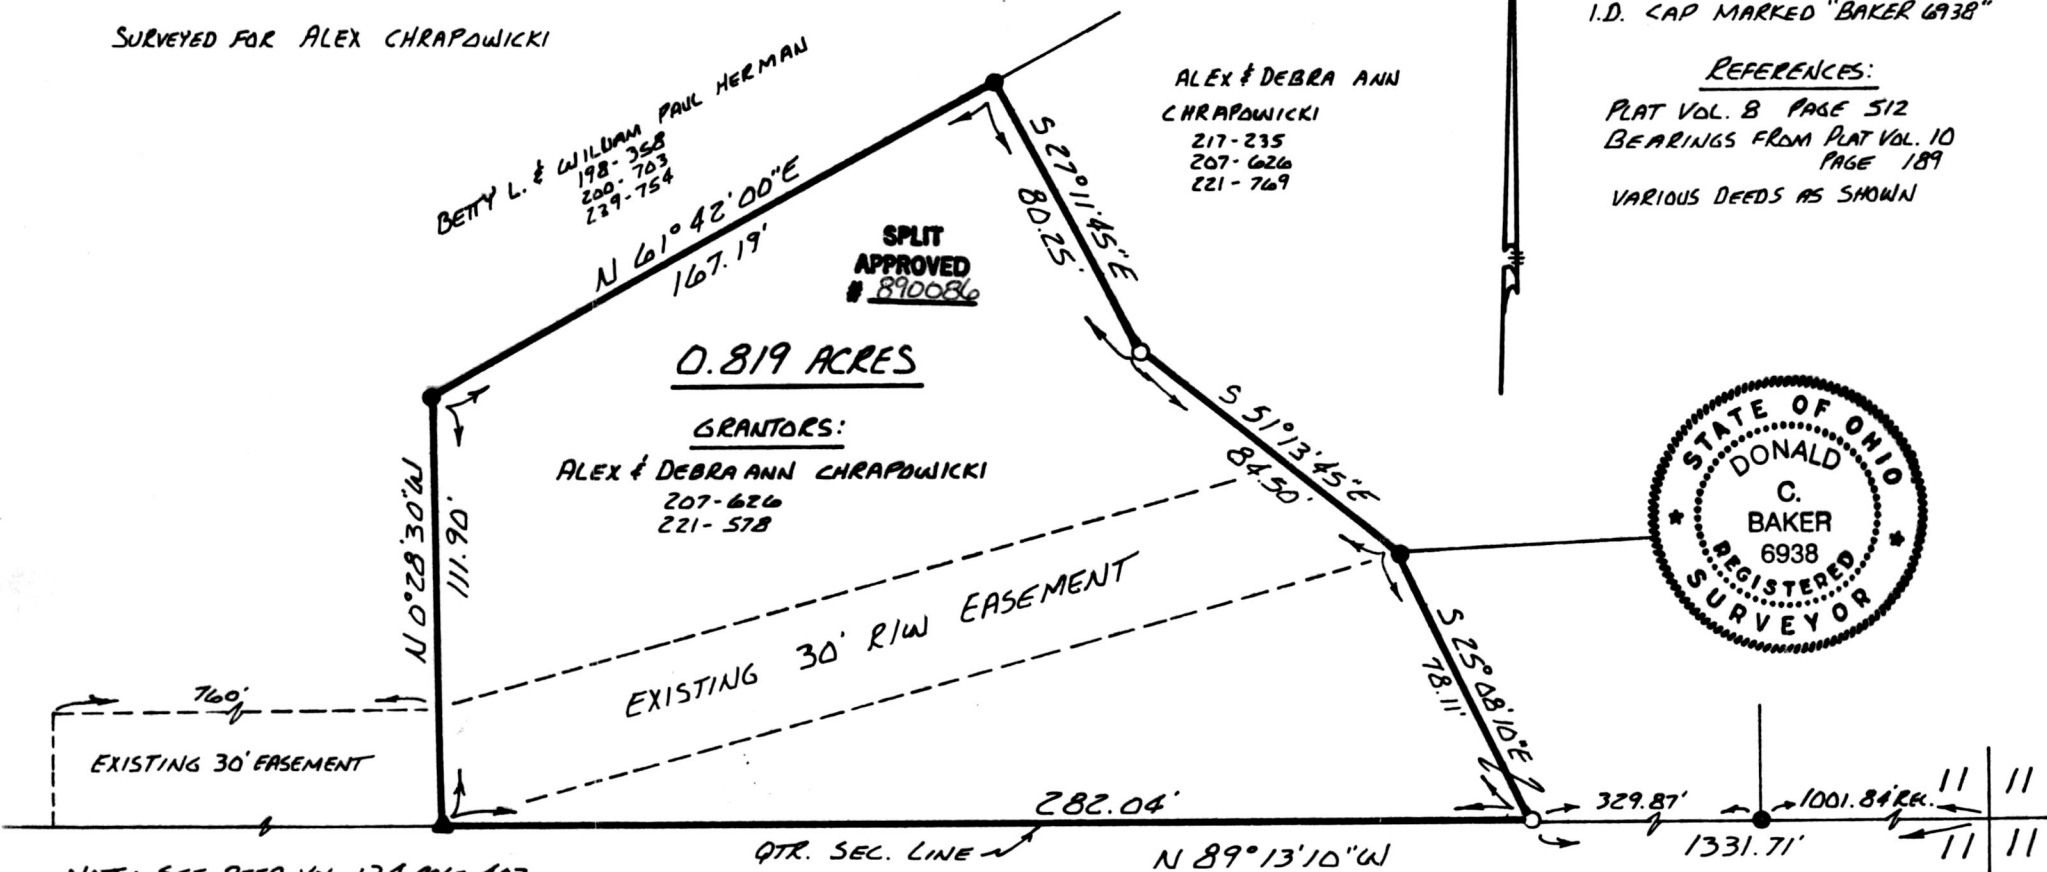 SURVEYED FOR ALEX CHRAPOWICKI
I.D. CAP MARKED "BAKER 6938"
REFERENCES:
PLAT VOL. 8 PAGE 512
BEARINGS FROM PLAT VOL. 10
PAGE 189
VARIOUS DEEDS AS SHOWN
BETTY L. & WILLIAM PAUL HERMAN
198-358
200-703
239-754
ALEX & DEBRA ANN
CHRAPOWICKI
217-235
207-626
221-769
N 61°42'00"E
167.19'
S 27°11'45"E
80.25'
SPLIT
APPROVED
# 890086
0.819 ACRES
GRANTORS:
ALEX & DEBRA ANN CHRAPOWICKI
207-626
221-578
S 51°13'45"E
84.50'
N 0°28'30"W
111.90'
STATE OF OHIO
DONALD
C.
BAKER
6938
REGISTERED
SURVEYOR
EXISTING 30' R/W EASEMENT
S 25°08'10"E
78.11'
760'
EXISTING 30' EASEMENT
282.04'
329.87'
1001.84' REC.
11 11
QTR. SEC. LINE
N 89°13'10"W
1331.71'
11 11